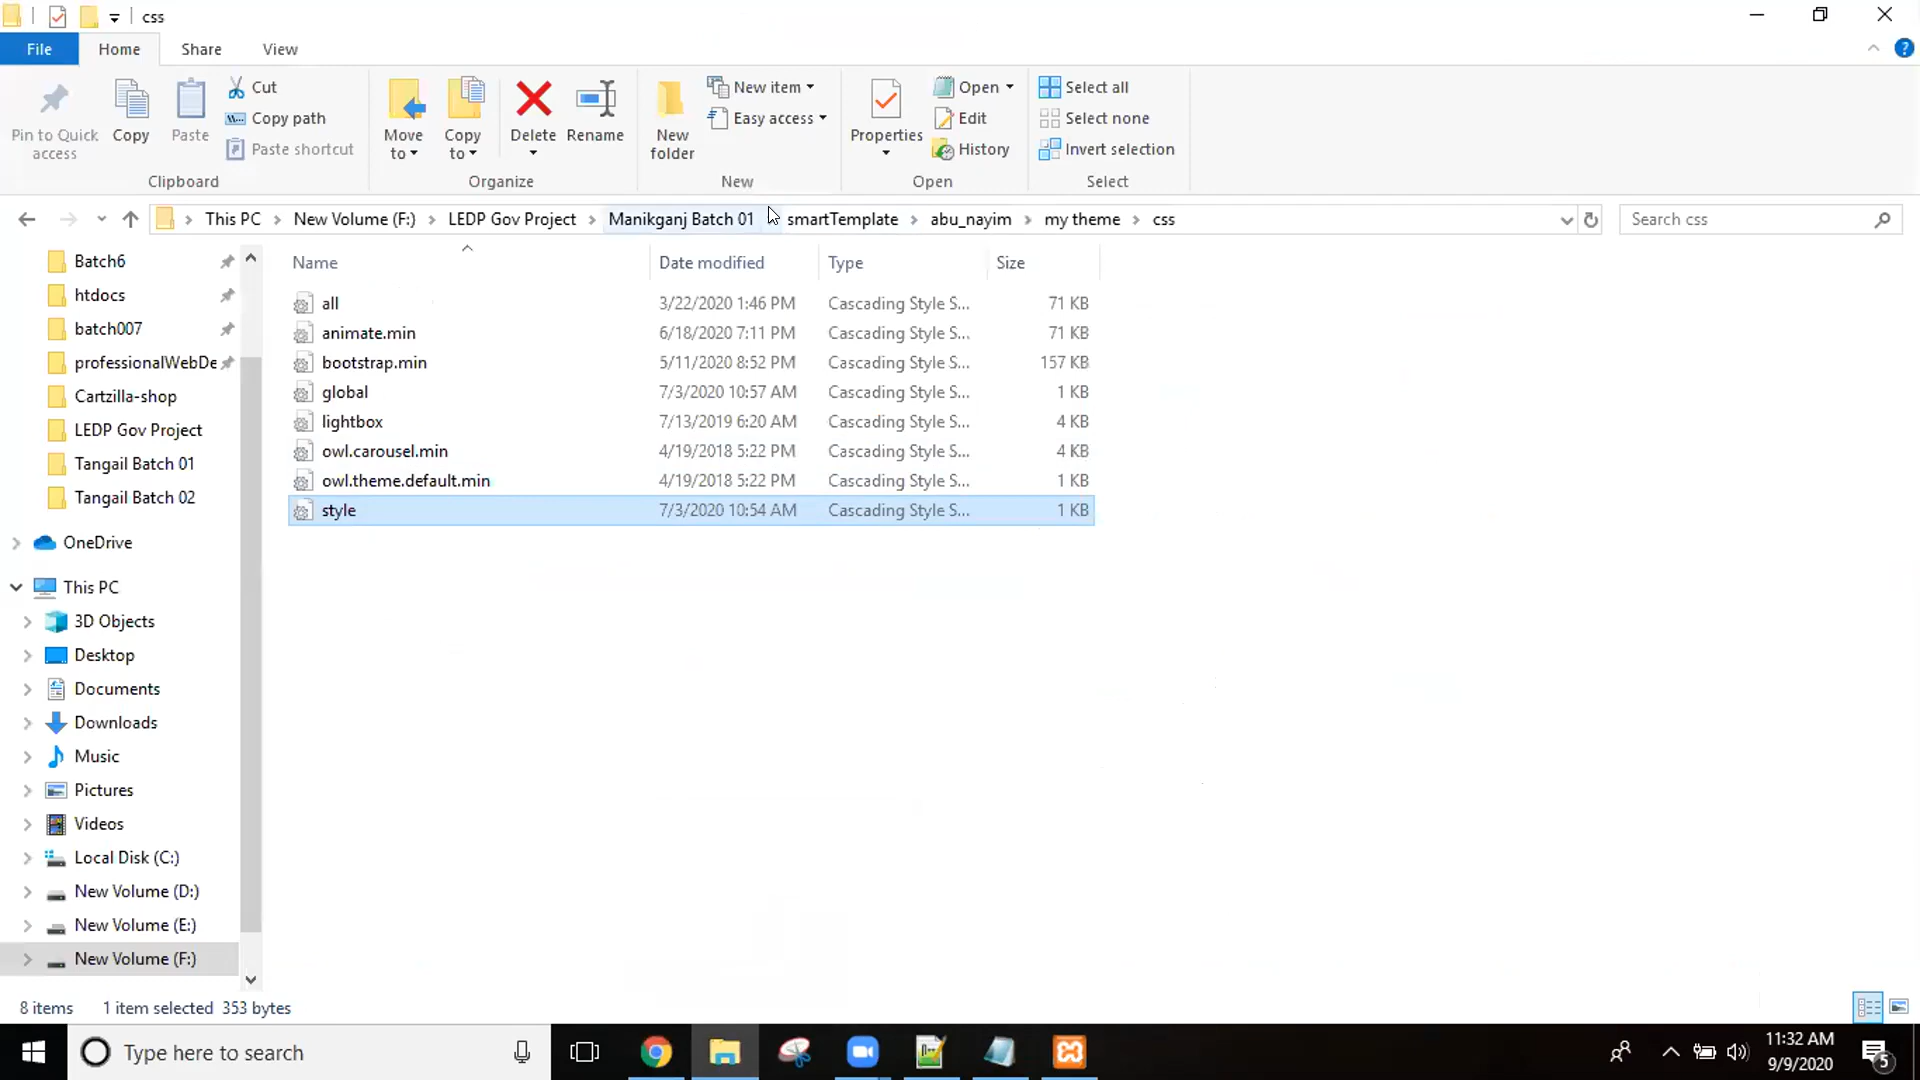 css
File Home Share View
Pin to Quick access
Copy
Paste
Cut
Copy path
Paste shortcut
Clipboard
Move to
Copy to
Delete
Rename
Organize
New folder
New item
Easy access
New
Properties
Open
Edit
History
Open
Select all
Select none
Invert selection
Select
This PC New Volume (F:) LEDP Gov Project Manikganj Batch 01 smartTemplate abu_nayim my theme css
Search css
Batch6
htdocs
batch007
professionalWebDe
Cartzilla-shop
LEDP Gov Project
Tangail Batch 01
Tangail Batch 02
OneDrive
This PC
3D Objects
Desktop
Documents
Downloads
Music
Pictures
Videos
Local Disk (C:)
New Volume (D:)
New Volume (E:)
New Volume (F:)
Name Date modified Type Size
all 3/22/2020 1:46 PM Cascading Style S... 71 KB
animate.min 6/18/2020 7:11 PM Cascading Style S... 71 KB
bootstrap.min 5/11/2020 8:52 PM Cascading Style S... 157 KB
global 7/3/2020 10:57 AM Cascading Style S... 1 KB
lightbox 7/13/2019 6:20 AM Cascading Style S... 4 KB
owl.carousel.min 4/19/2018 5:22 PM Cascading Style S... 4 KB
owl.theme.default.min 4/19/2018 5:22 PM Cascading Style S... 1 KB
style 7/3/2020 10:54 AM Cascading Style S... 1 KB
8 items 1 item selected 353 bytes
Type here to search
11:32 AM
9/9/2020
5